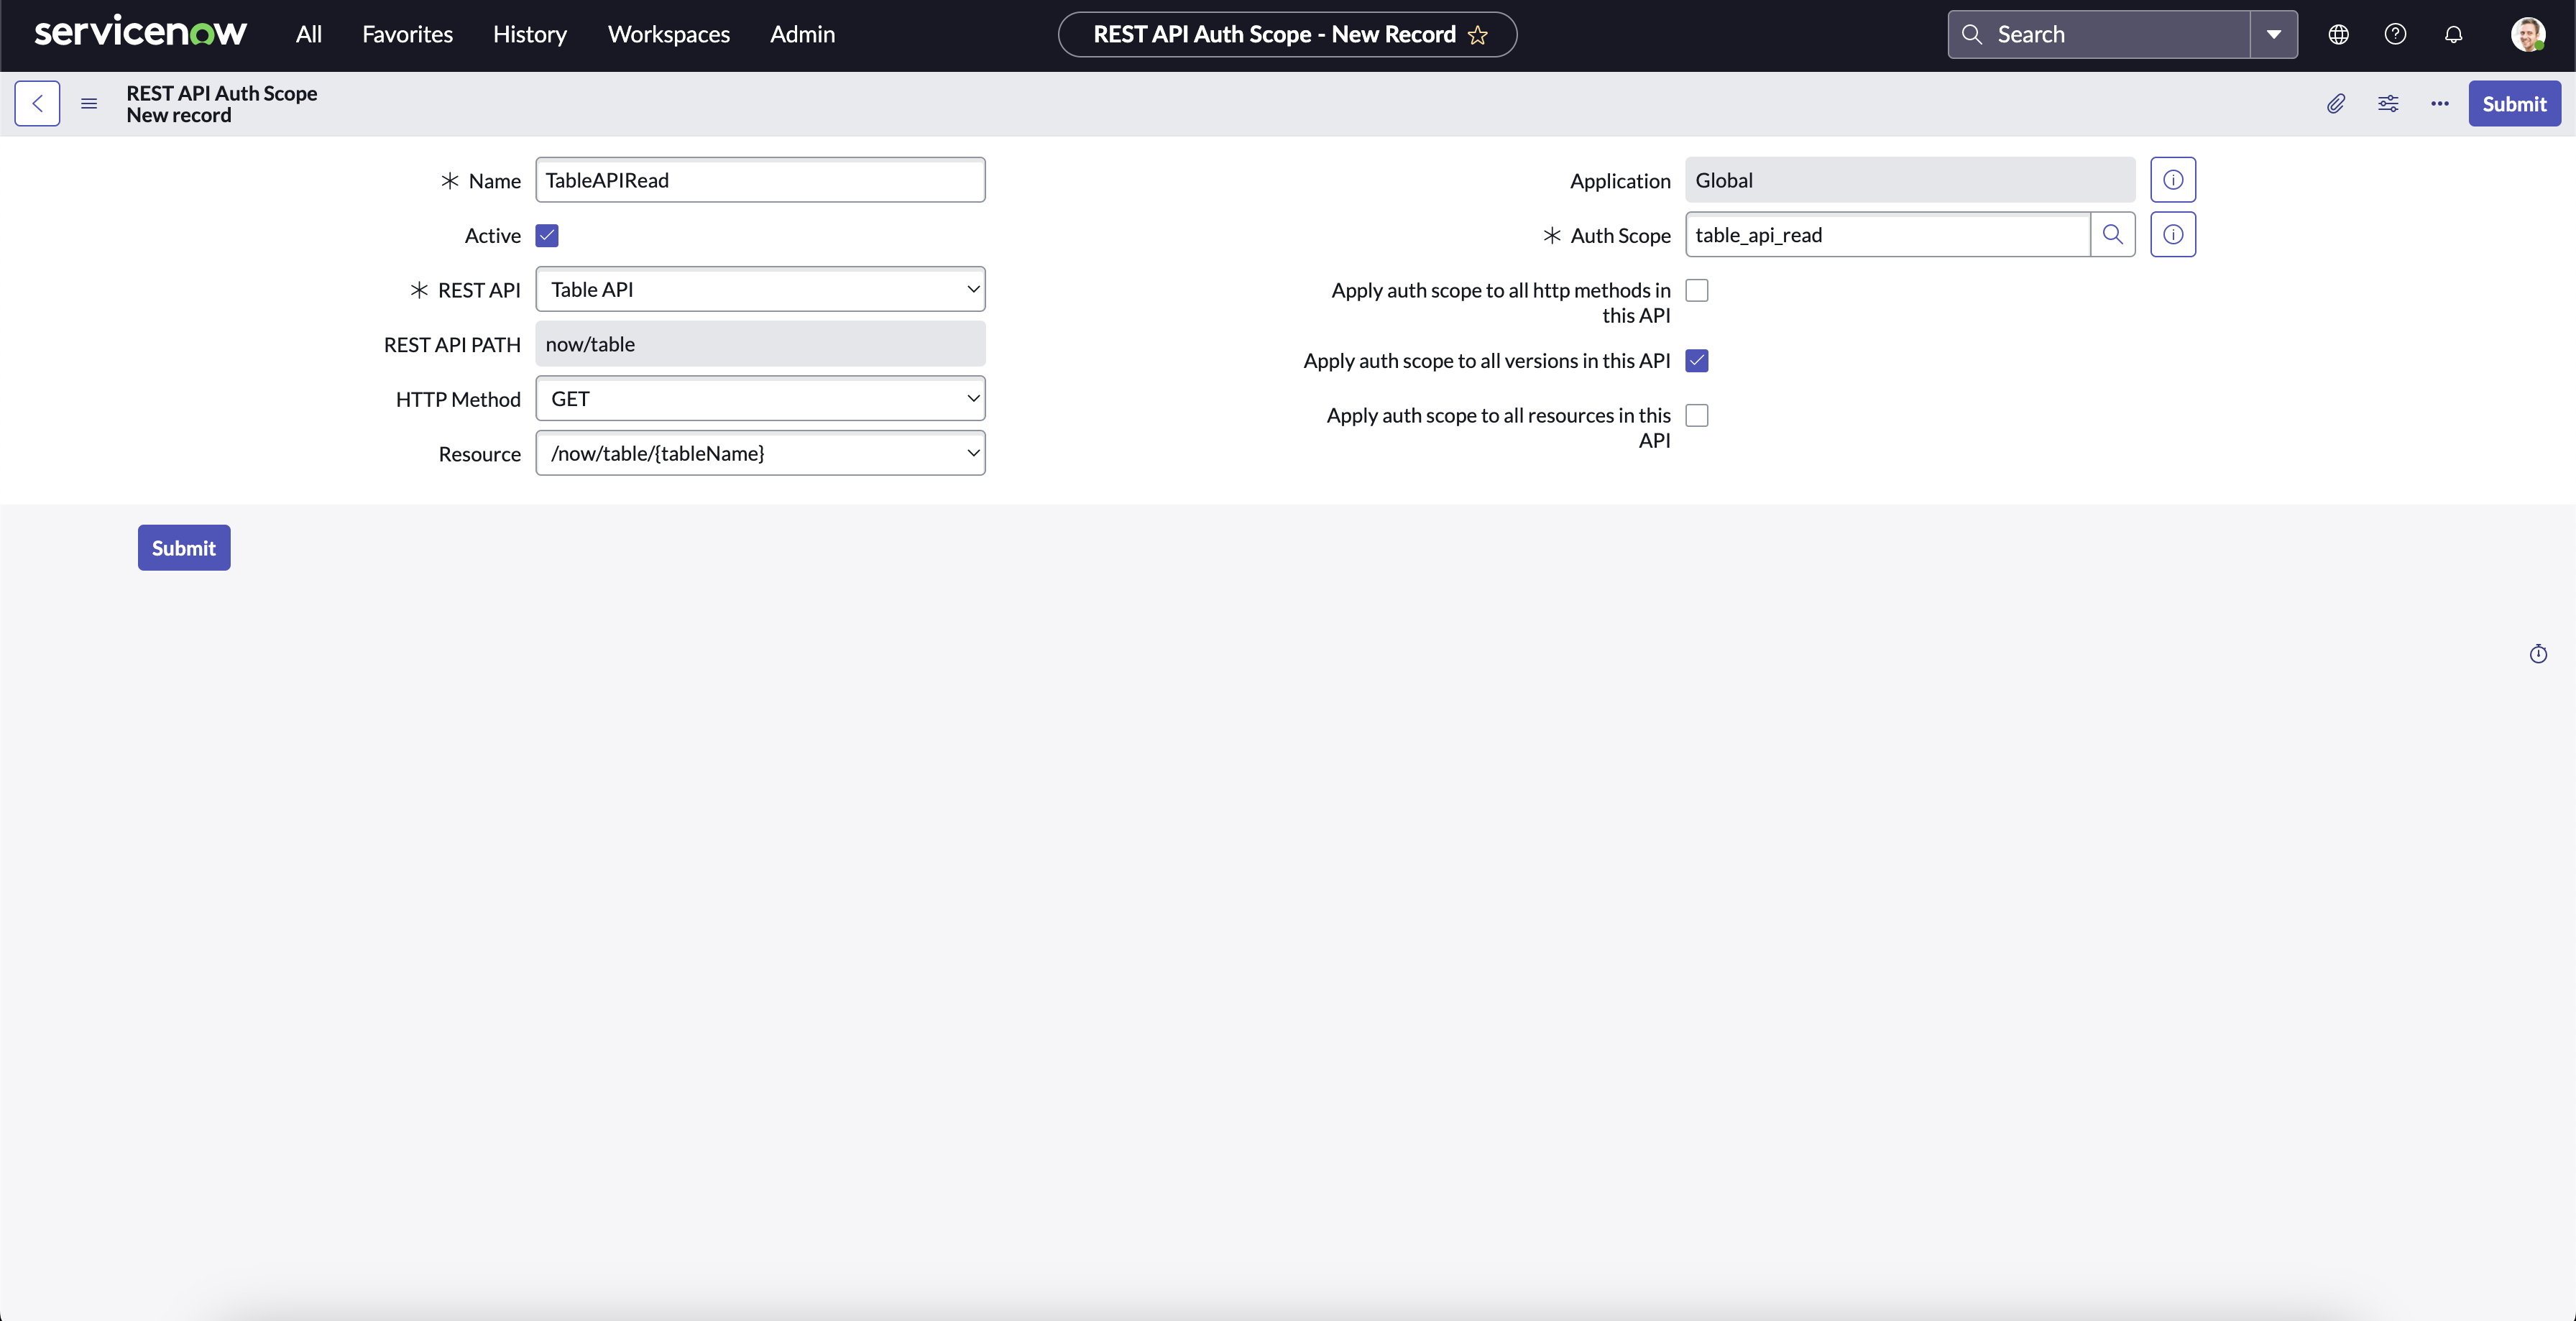 servicenow All Favorites History Workspaces Admin REST API Auth Scope - New Record Search
REST API Auth Scope
New record
Submit
Name TableAPIRead
Application Global
Active
Auth Scope table_api_read
REST API Table API
Apply auth scope to all http methods in
this API
REST API PATH now/table
Apply auth scope to all versions in this API
HTTP Method GET
Apply auth scope to all resources in this
API
Resource /now/table/{tableName}
Submit